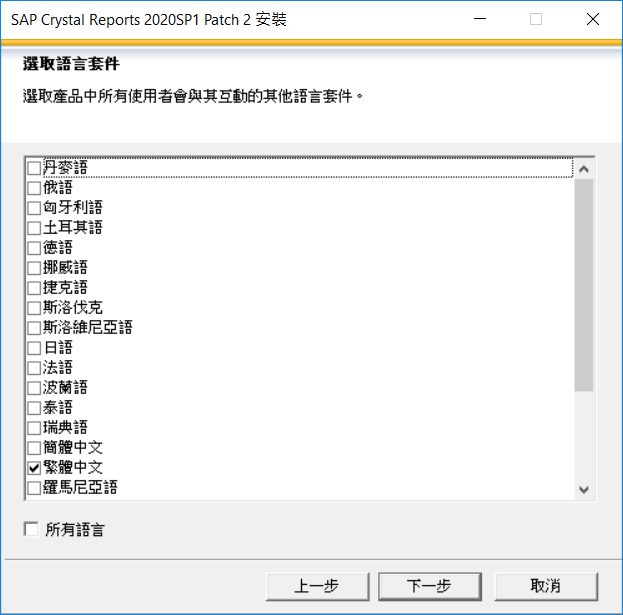 SAP Crystal Reports 2020SP1 Patch 2 安裝
選取語言套件
選取產品中所有使用者會與其互動的其他語言套件。
丹麥語
俄語
匈牙利語
土耳其語
德語
挪威語
捷克語
斯洛伐克
斯洛維尼亞語
日語
法語
波蘭語
泰語
瑞典語
簡體中文
繁體中文
羅馬尼亞語
所有語言
上一步 下一步 取消